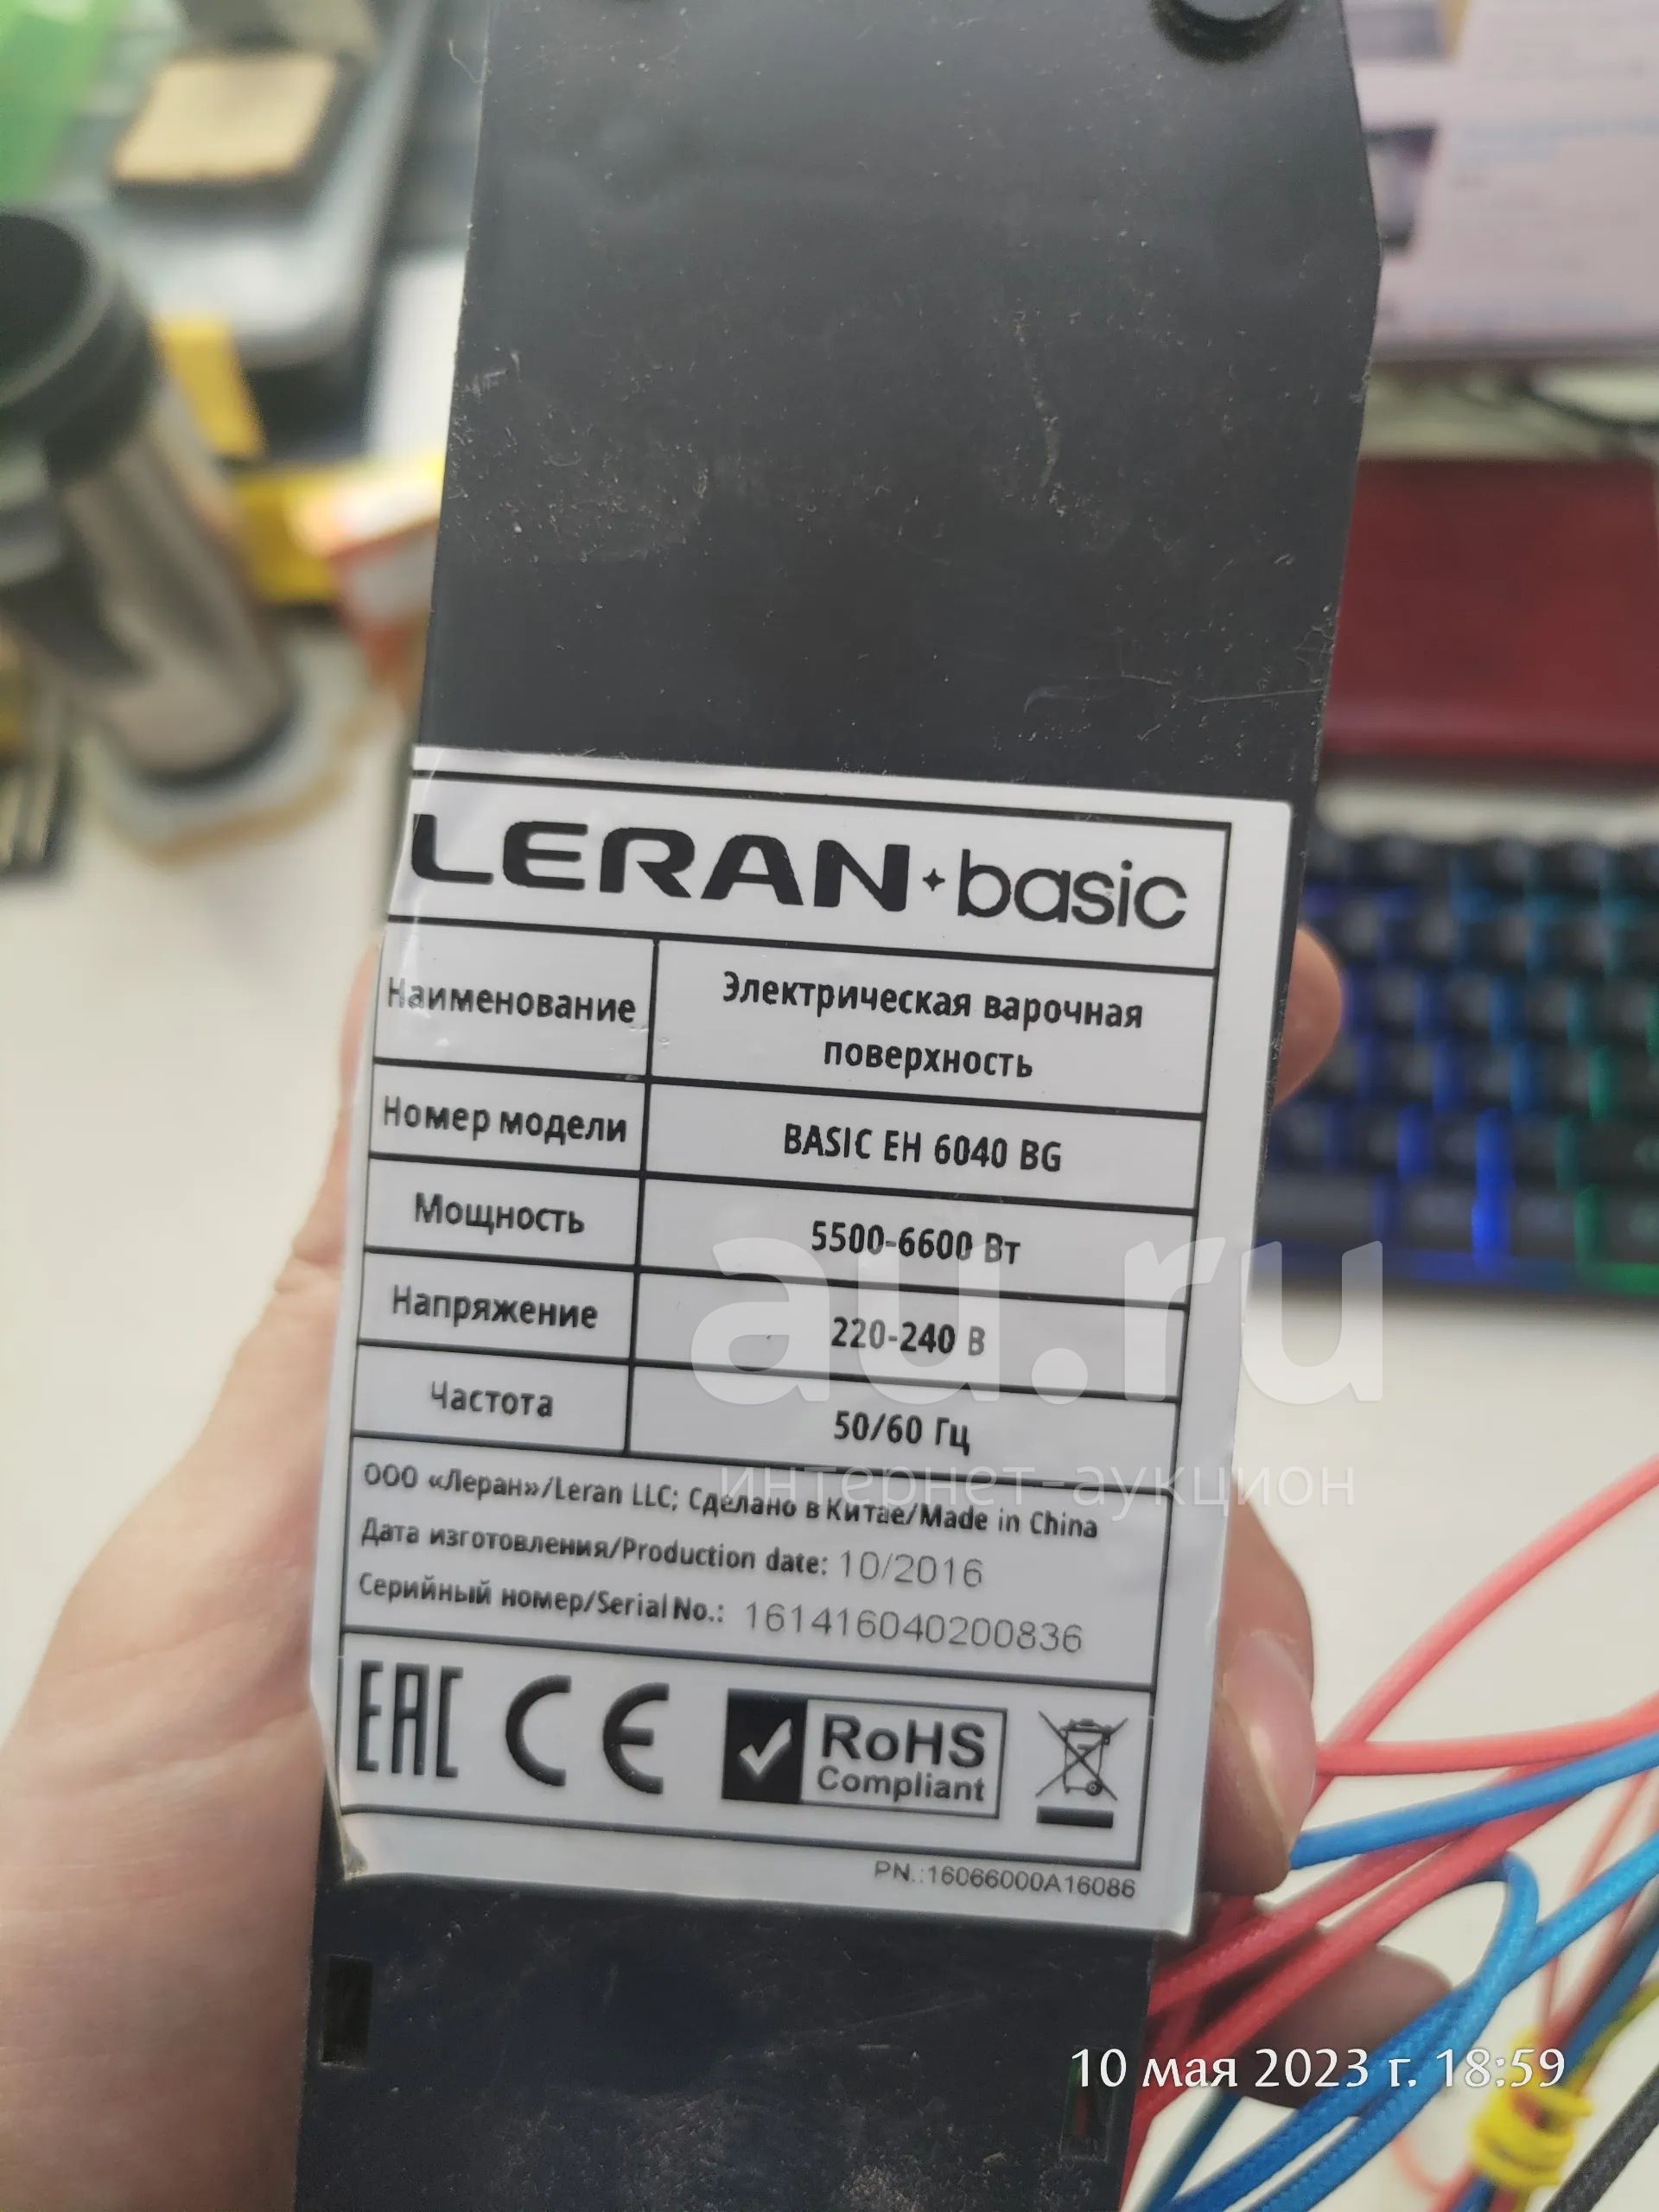 LERAN basic
Наименование
Электрическая варочная
поверхность
Номер модели
BASIC EH 6040 BG
Мощность
5500-6600 Вт
Напряжение
220-240 В
Частота
50/60 Гц
ООО «Леран»/Leran LLC; Сделано в Китае/Made in China
Дата изготовления/Production date: 10/2016
Серийный номер/Serial No.: 161416040200836
EAC CE RoHS
Compliant
PN.:16066000A16086
au.ru
интернет-аукцион
10 мая 2023 г. 18:59